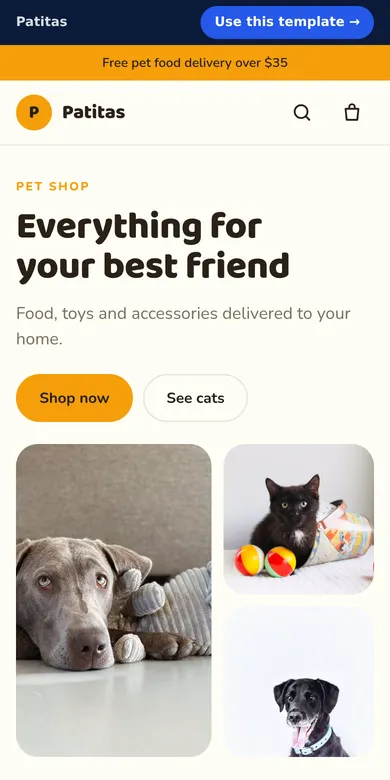 Patitas
Use this template →
Free pet food delivery over $35
P
Patitas
PET SHOP
Everything for
your best friend
Food, toys and accessories delivered to your
home.
Shop now
See cats